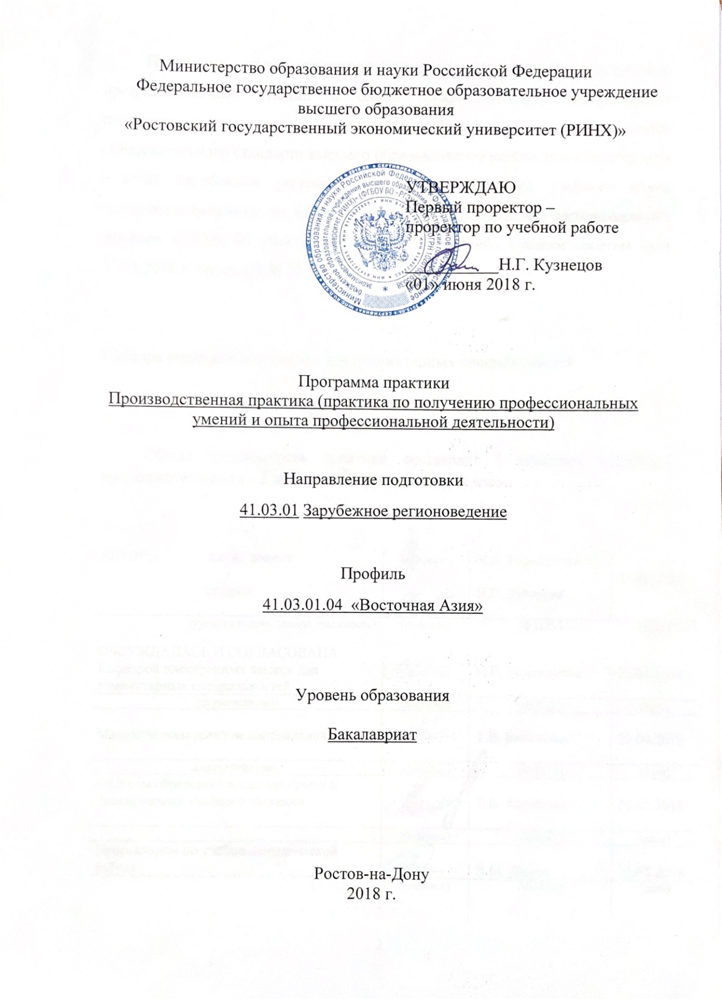 Министерство образования и науки Российской Федерации
Федеральное государственное бюджетное образовательное учреждение
высшего образования
«Ростовский государственный экономический университет (РИНХ)»
УТВЕРЖДАЮ
Первый проректор –
проректор по учебной работе
Н.Г. Кузнецов
«01» июня 2018 г.
Программа практики
Производственная практика (практика по получению профессиональных
умений и опыта профессиональной деятельности)
Направление подготовки
41.03.01 Зарубежное регионоведение
Профиль
41.03.01.04 «Восточная Азия»
Уровень образования
Бакалавриат
Ростов-на-Дону
2018 г.